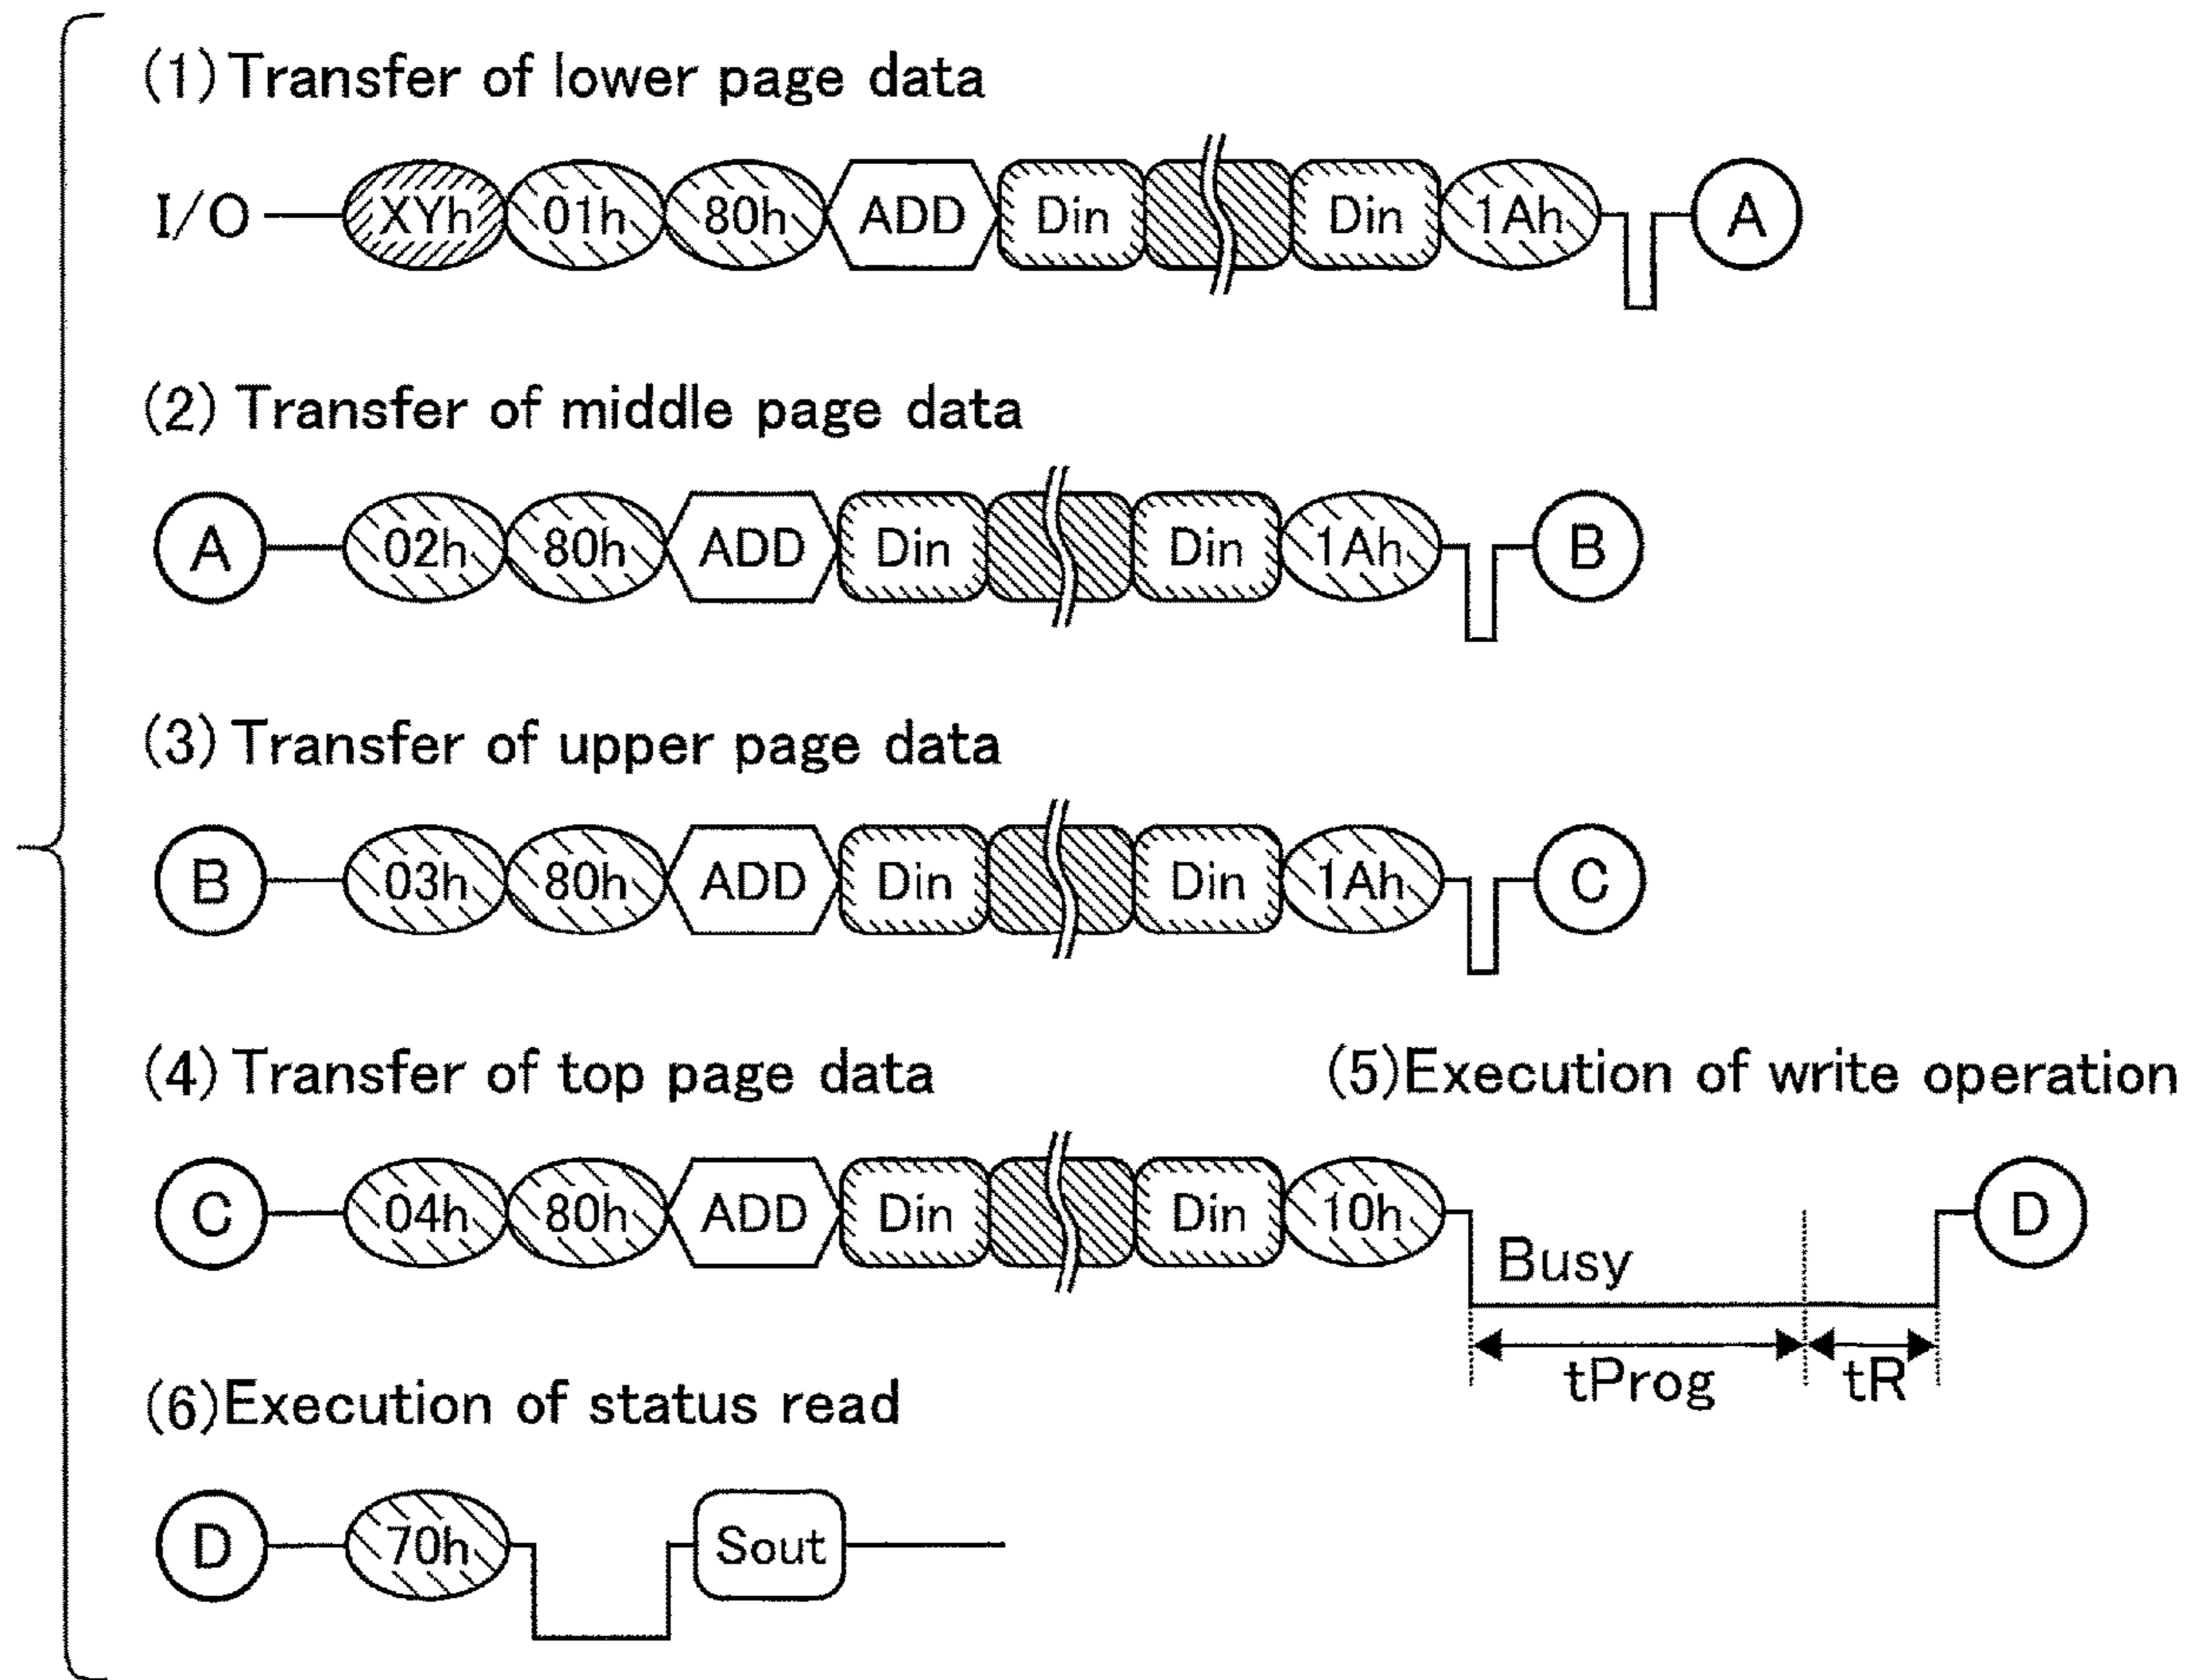 (1) Transfer of lower page data
I/O XYh 01h 80h ADD Din Din 1Ah A
(2) Transfer of middle page data
A 02h 80h ADD Din Din 1Ah B
(3) Transfer of upper page data
B 03h 80h ADD Din Din 1Ah C
(4) Transfer of top page data (5)Execution of write operation
C 04h 80h ADD Din Din 10h Busy D
tProg tR
(6)Execution of status read
D 70h Sout